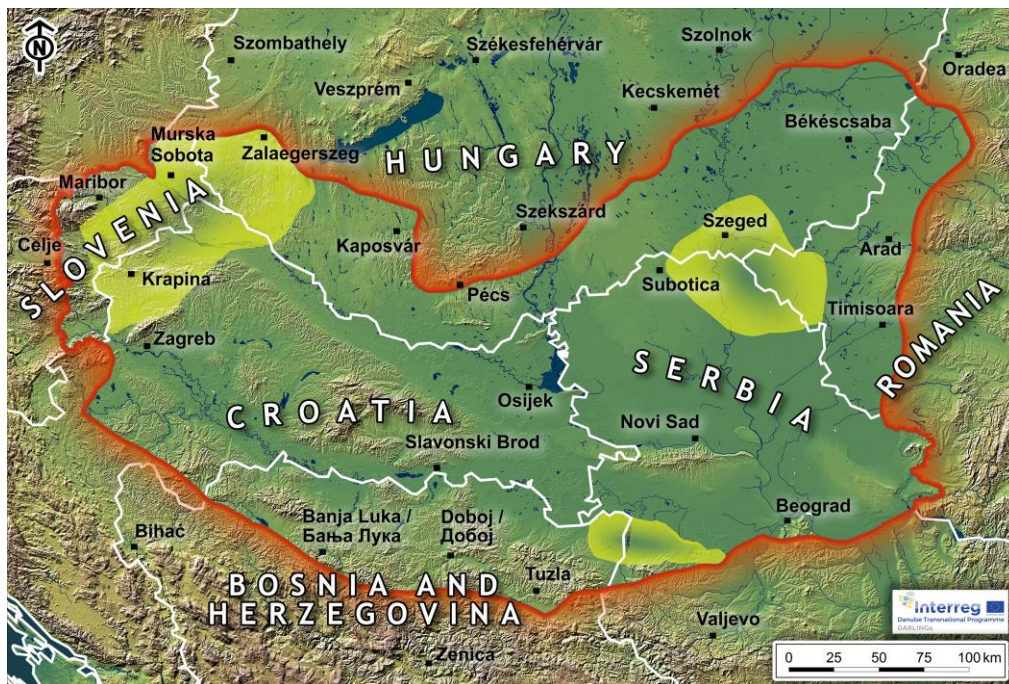 N
Szombathely
Székesfehérvár
Szolnok
Oradea
Veszprém
Kecskemét
Békéscsaba
Murska
Sobota
Zalaegerszeg
HUNGARY
Maribor
SLOVENIA
Celje
Kaposvár
Szekszárd
Szeged
Arad
Krapina
Pécs
Subotica
Timisoara
Zagreb
ROMANIA
SERBIA
Osijek
CROATIA
Novi Sad
Slavonski Brod
Beograd
Bihać
Banja Luka /
Бања Лука
Doboj /
Добој
Tuzla
BOSNIA AND
HERZEGOVINA
Valjevo
Zenica
Interreg
Danube Transnational Programme
DARLINGe
0 25 50 75 100 km